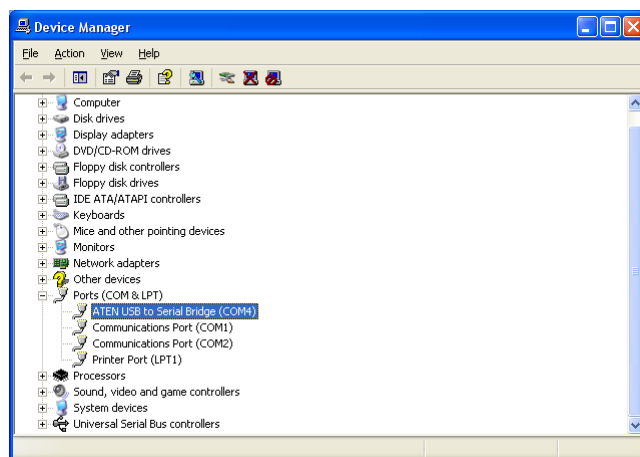 Device Manager
File Action View Help
Computer
Disk drives
Display adapters
DVD/CD-ROM drives
Floppy disk controllers
Floppy disk drives
IDE ATA/ATAPI controllers
Keyboards
Mice and other pointing devices
Monitors
Network adapters
Other devices
Ports (COM & LPT)
ATEN USB to Serial Bridge (COM4)
Communications Port (COM1)
Communications Port (COM2)
Printer Port (LPT1)
Processors
Sound, video and game controllers
System devices
Universal Serial Bus controllers